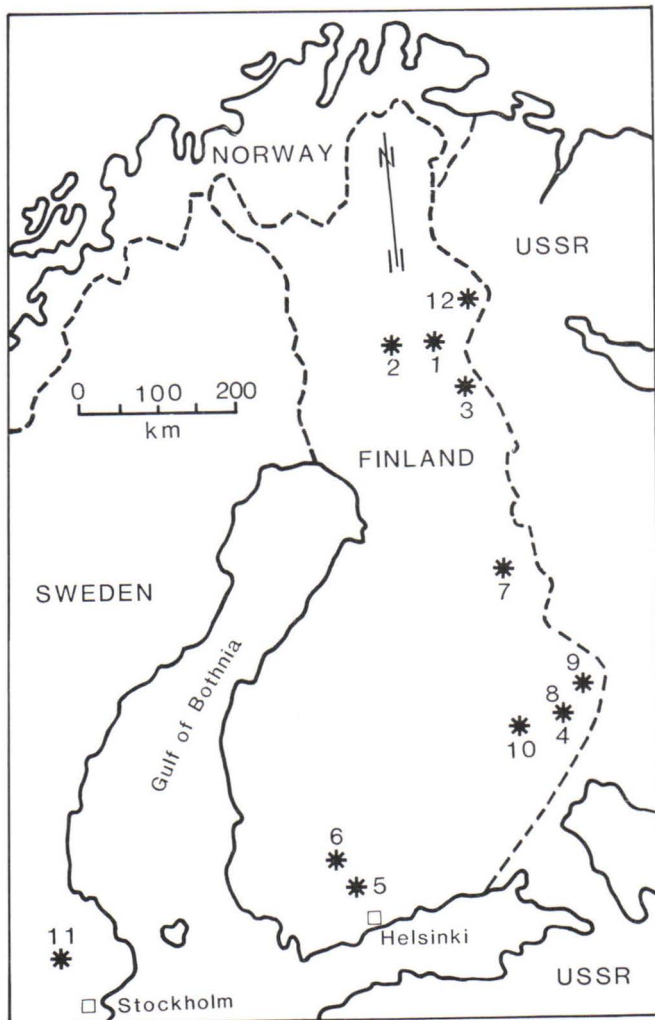 NORWAY
N
USSR
12
2
1
3
0 100 200
km
FINLAND
SWEDEN
7
Gulf of Bothnia
9
8
4
10
6
5
Helsinki
11
Stockholm
USSR